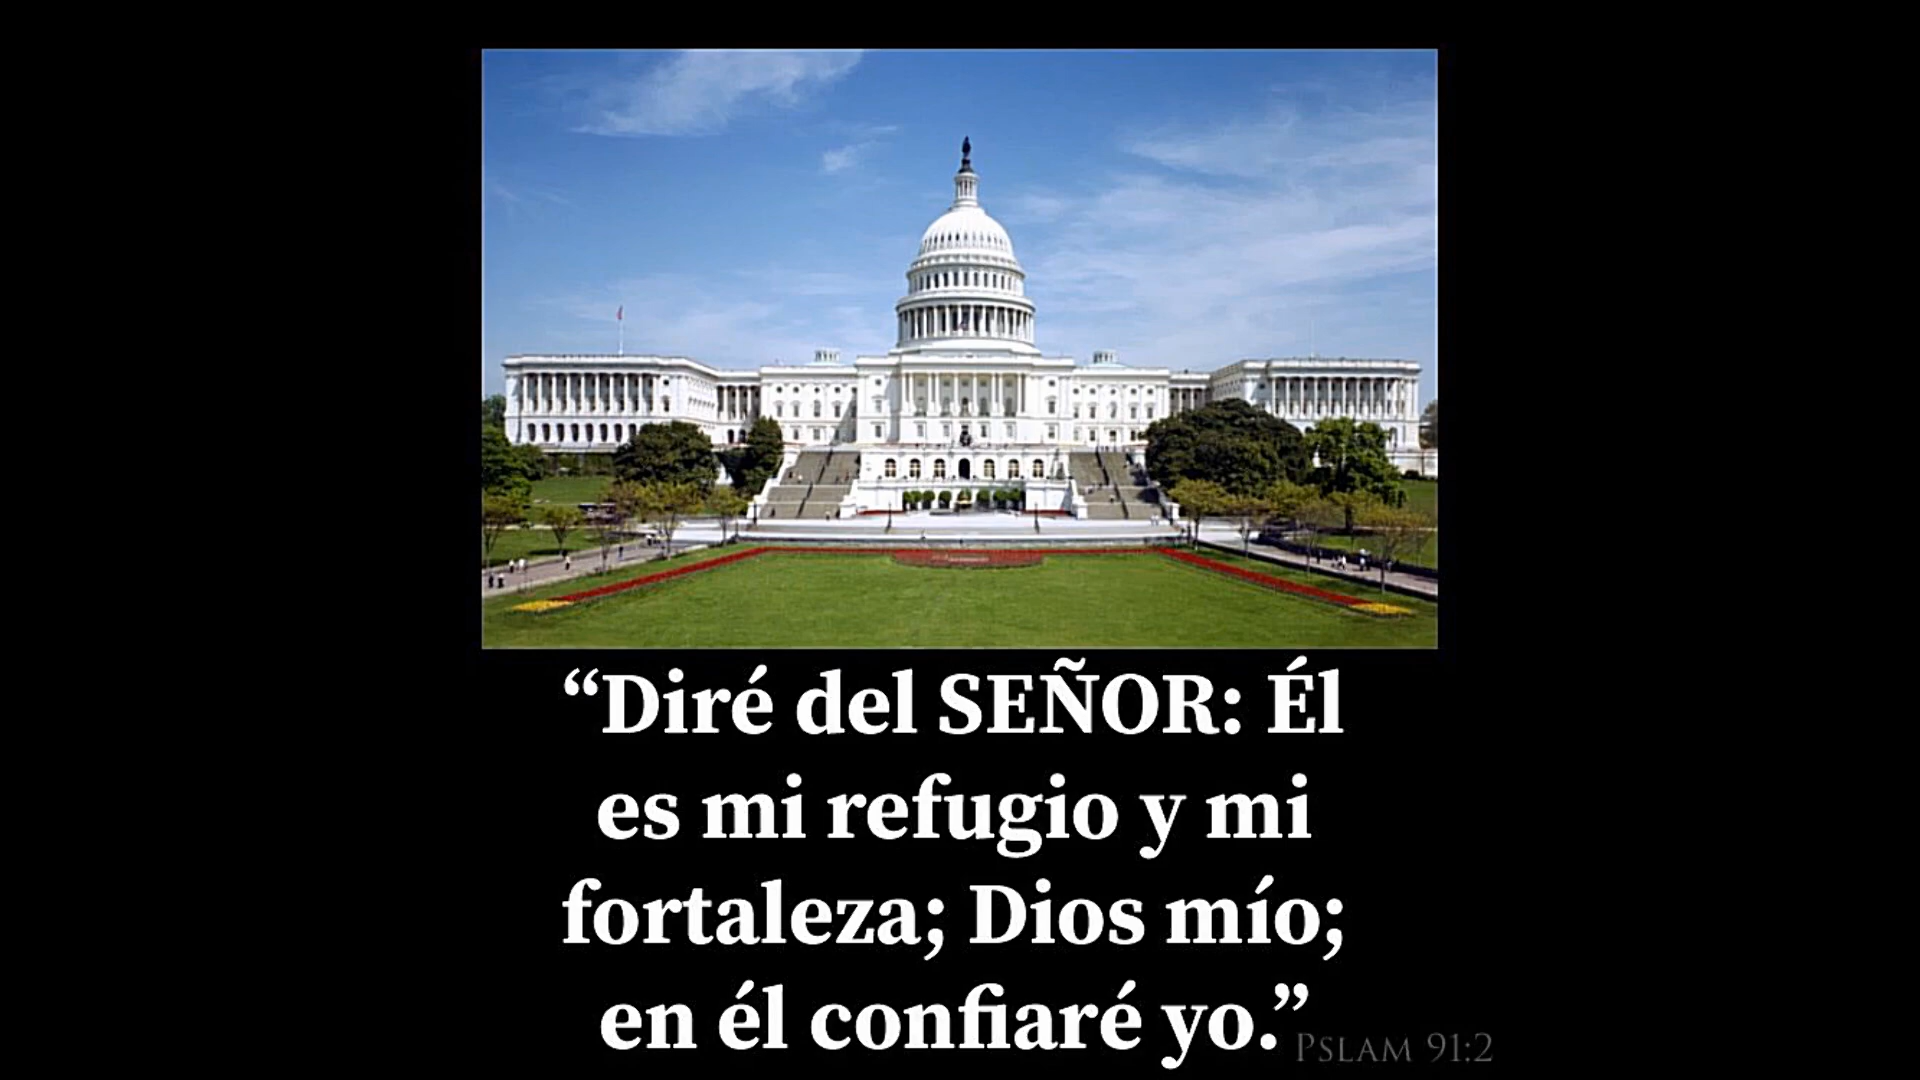 “Diré del SEÑOR: Él
es mi refugio y mi
fortaleza; Dios mío;
en él confiaré yo.”
Pslam 91:2